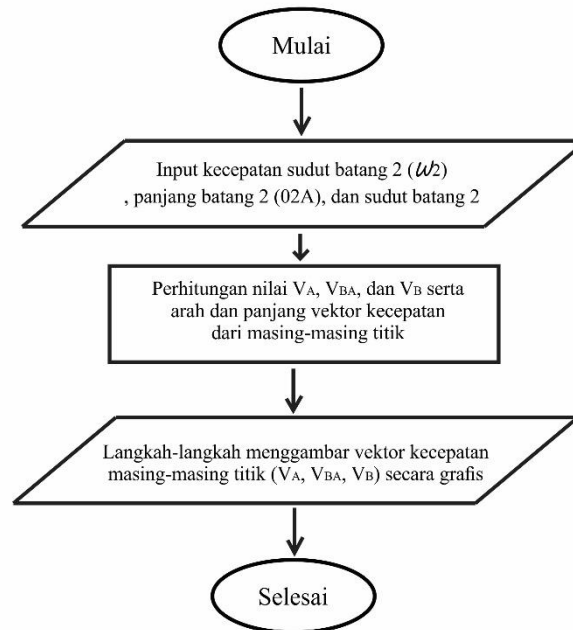 Mulai
Input kecepatan sudut batang 2 (ω2)
, panjang batang 2 (02A), dan sudut batang 2
Perhitungan nilai VA, VBA, dan VB serta
arah dan panjang vektor kecepatan
dari masing-masing titik
Langkah-langkah menggambar vektor kecepatan
masing-masing titik (VA, VBA, VB) secara grafis
Selesai